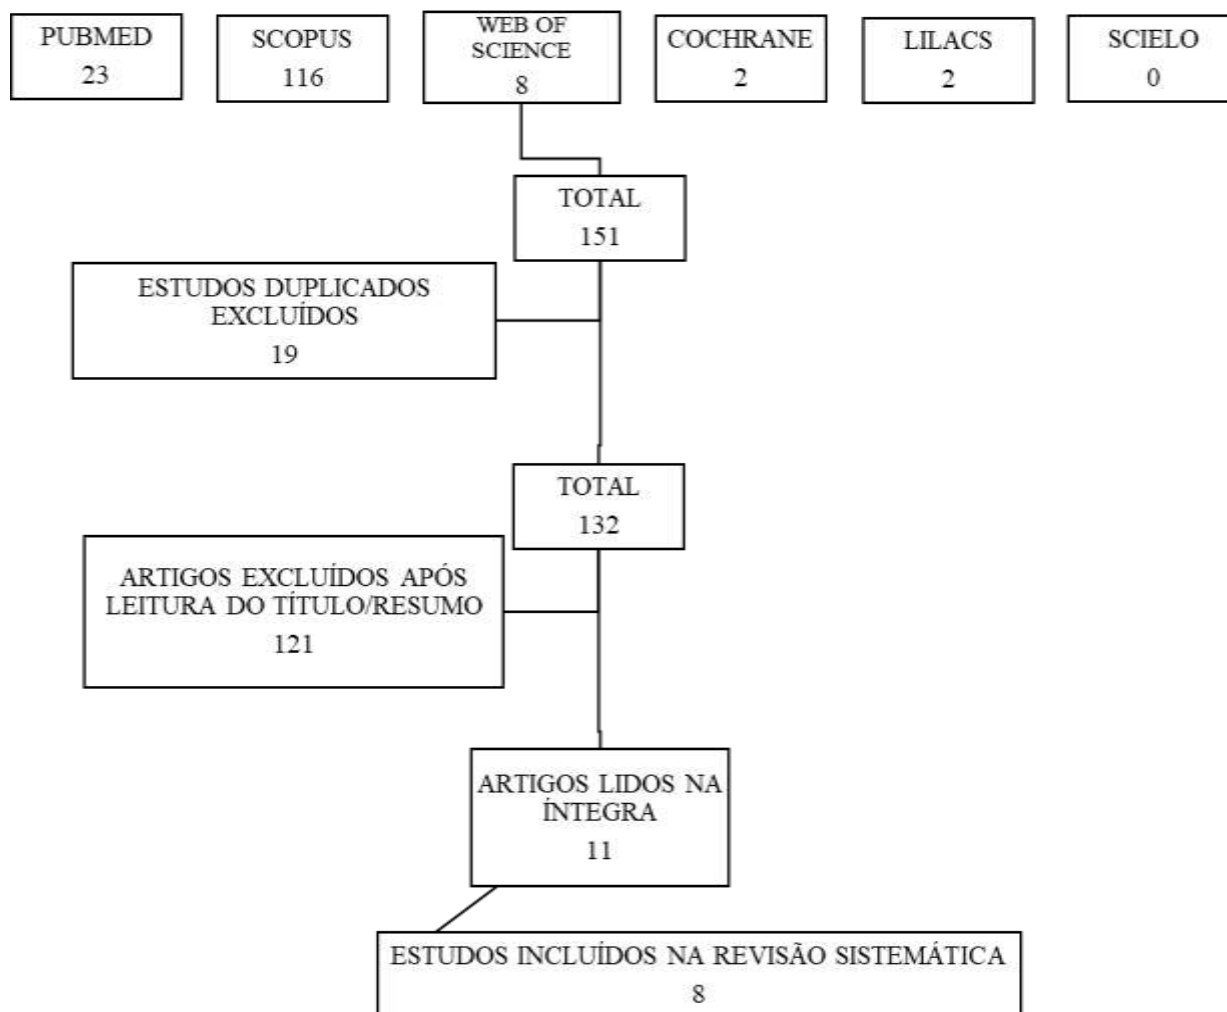 PUBMED
23
SCOPUS
116
WEB OF
SCIENCE
8
COCHRANE
2
LILACS
2
SCIELO
0
TOTAL
151
ESTUDOS DUPLICADOS
EXCLUÍDOS
19
TOTAL
132
ARTIGOS EXCLUÍDOS APÓS
LEITURA DO TÍTULO/RESUMO
121
ARTIGOS LIDOS NA
ÍNTEGRA
11
ESTUDOS INCLUÍDOS NA REVISÃO SISTEMÁTICA
8